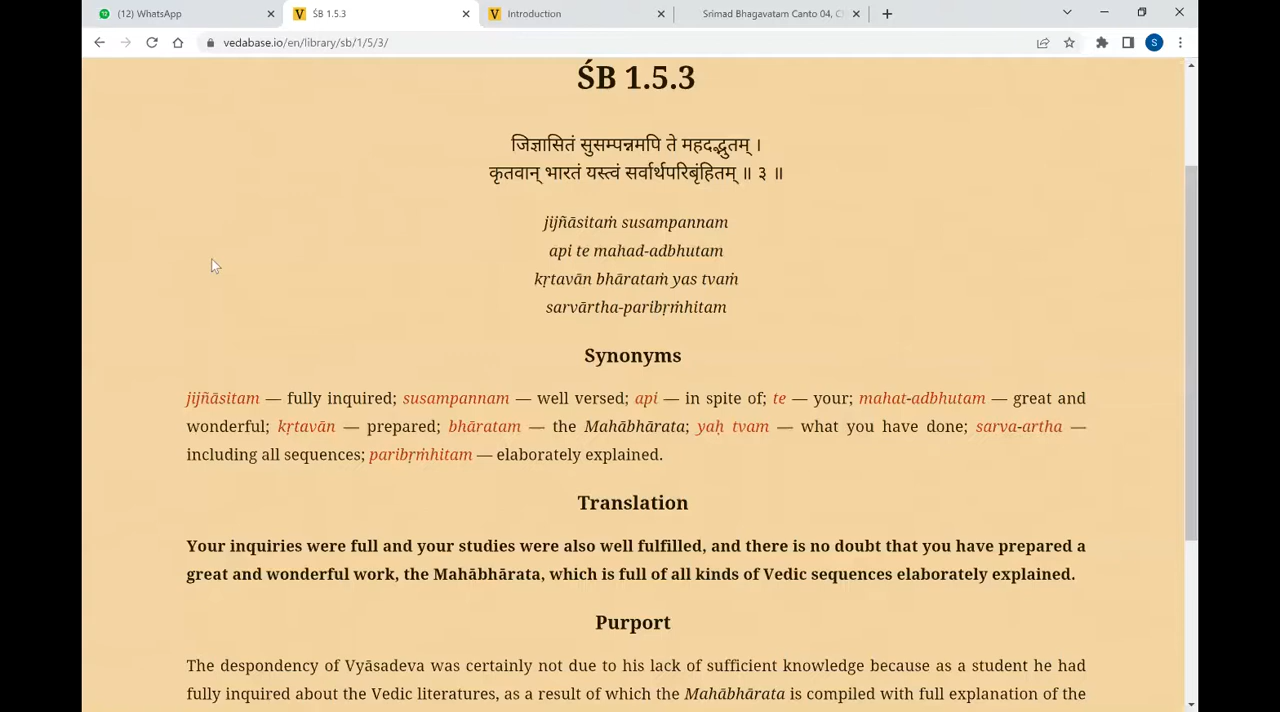 (12) WhatsApp
ŚB 1.5.3
Introduction
Srimad Bhagavatam Canto 04, C
vedabase.io/en/library/sb/1/5/3/
S
ŚB 1.5.3
जिज्ञासितं सुसम्पन्नमपि ते महदद्भुतम् ।
कृतवान् भारतं यस्त्वं सर्वार्थपरिबृंहितम् ॥ ३ ॥
jijñāsitaṁ susampannam
api te mahad-adbhutam
kṛtavān bhārataṁ yas tvaṁ
sarvārtha-paribṛṁhitam
Synonyms
jijñāsitam — fully inquired; susampannam — well versed; api — in spite of; te — your; mahat-adbhutam — great and
wonderful; kṛtavān — prepared; bhāratam — the Mahābhārata; yaḥ tvam — what you have done; sarva-artha —
including all sequences; paribṛṁhitam — elaborately explained.
Translation
Your inquiries were full and your studies were also well fulfilled, and there is no doubt that you have prepared a
great and wonderful work, the Mahābhārata, which is full of all kinds of Vedic sequences elaborately explained.
Purport
The despondency of Vyāsadeva was certainly not due to his lack of sufficient knowledge because as a student he had
fully inquired about the Vedic literatures, as a result of which the Mahābhārata is compiled with full explanation of the